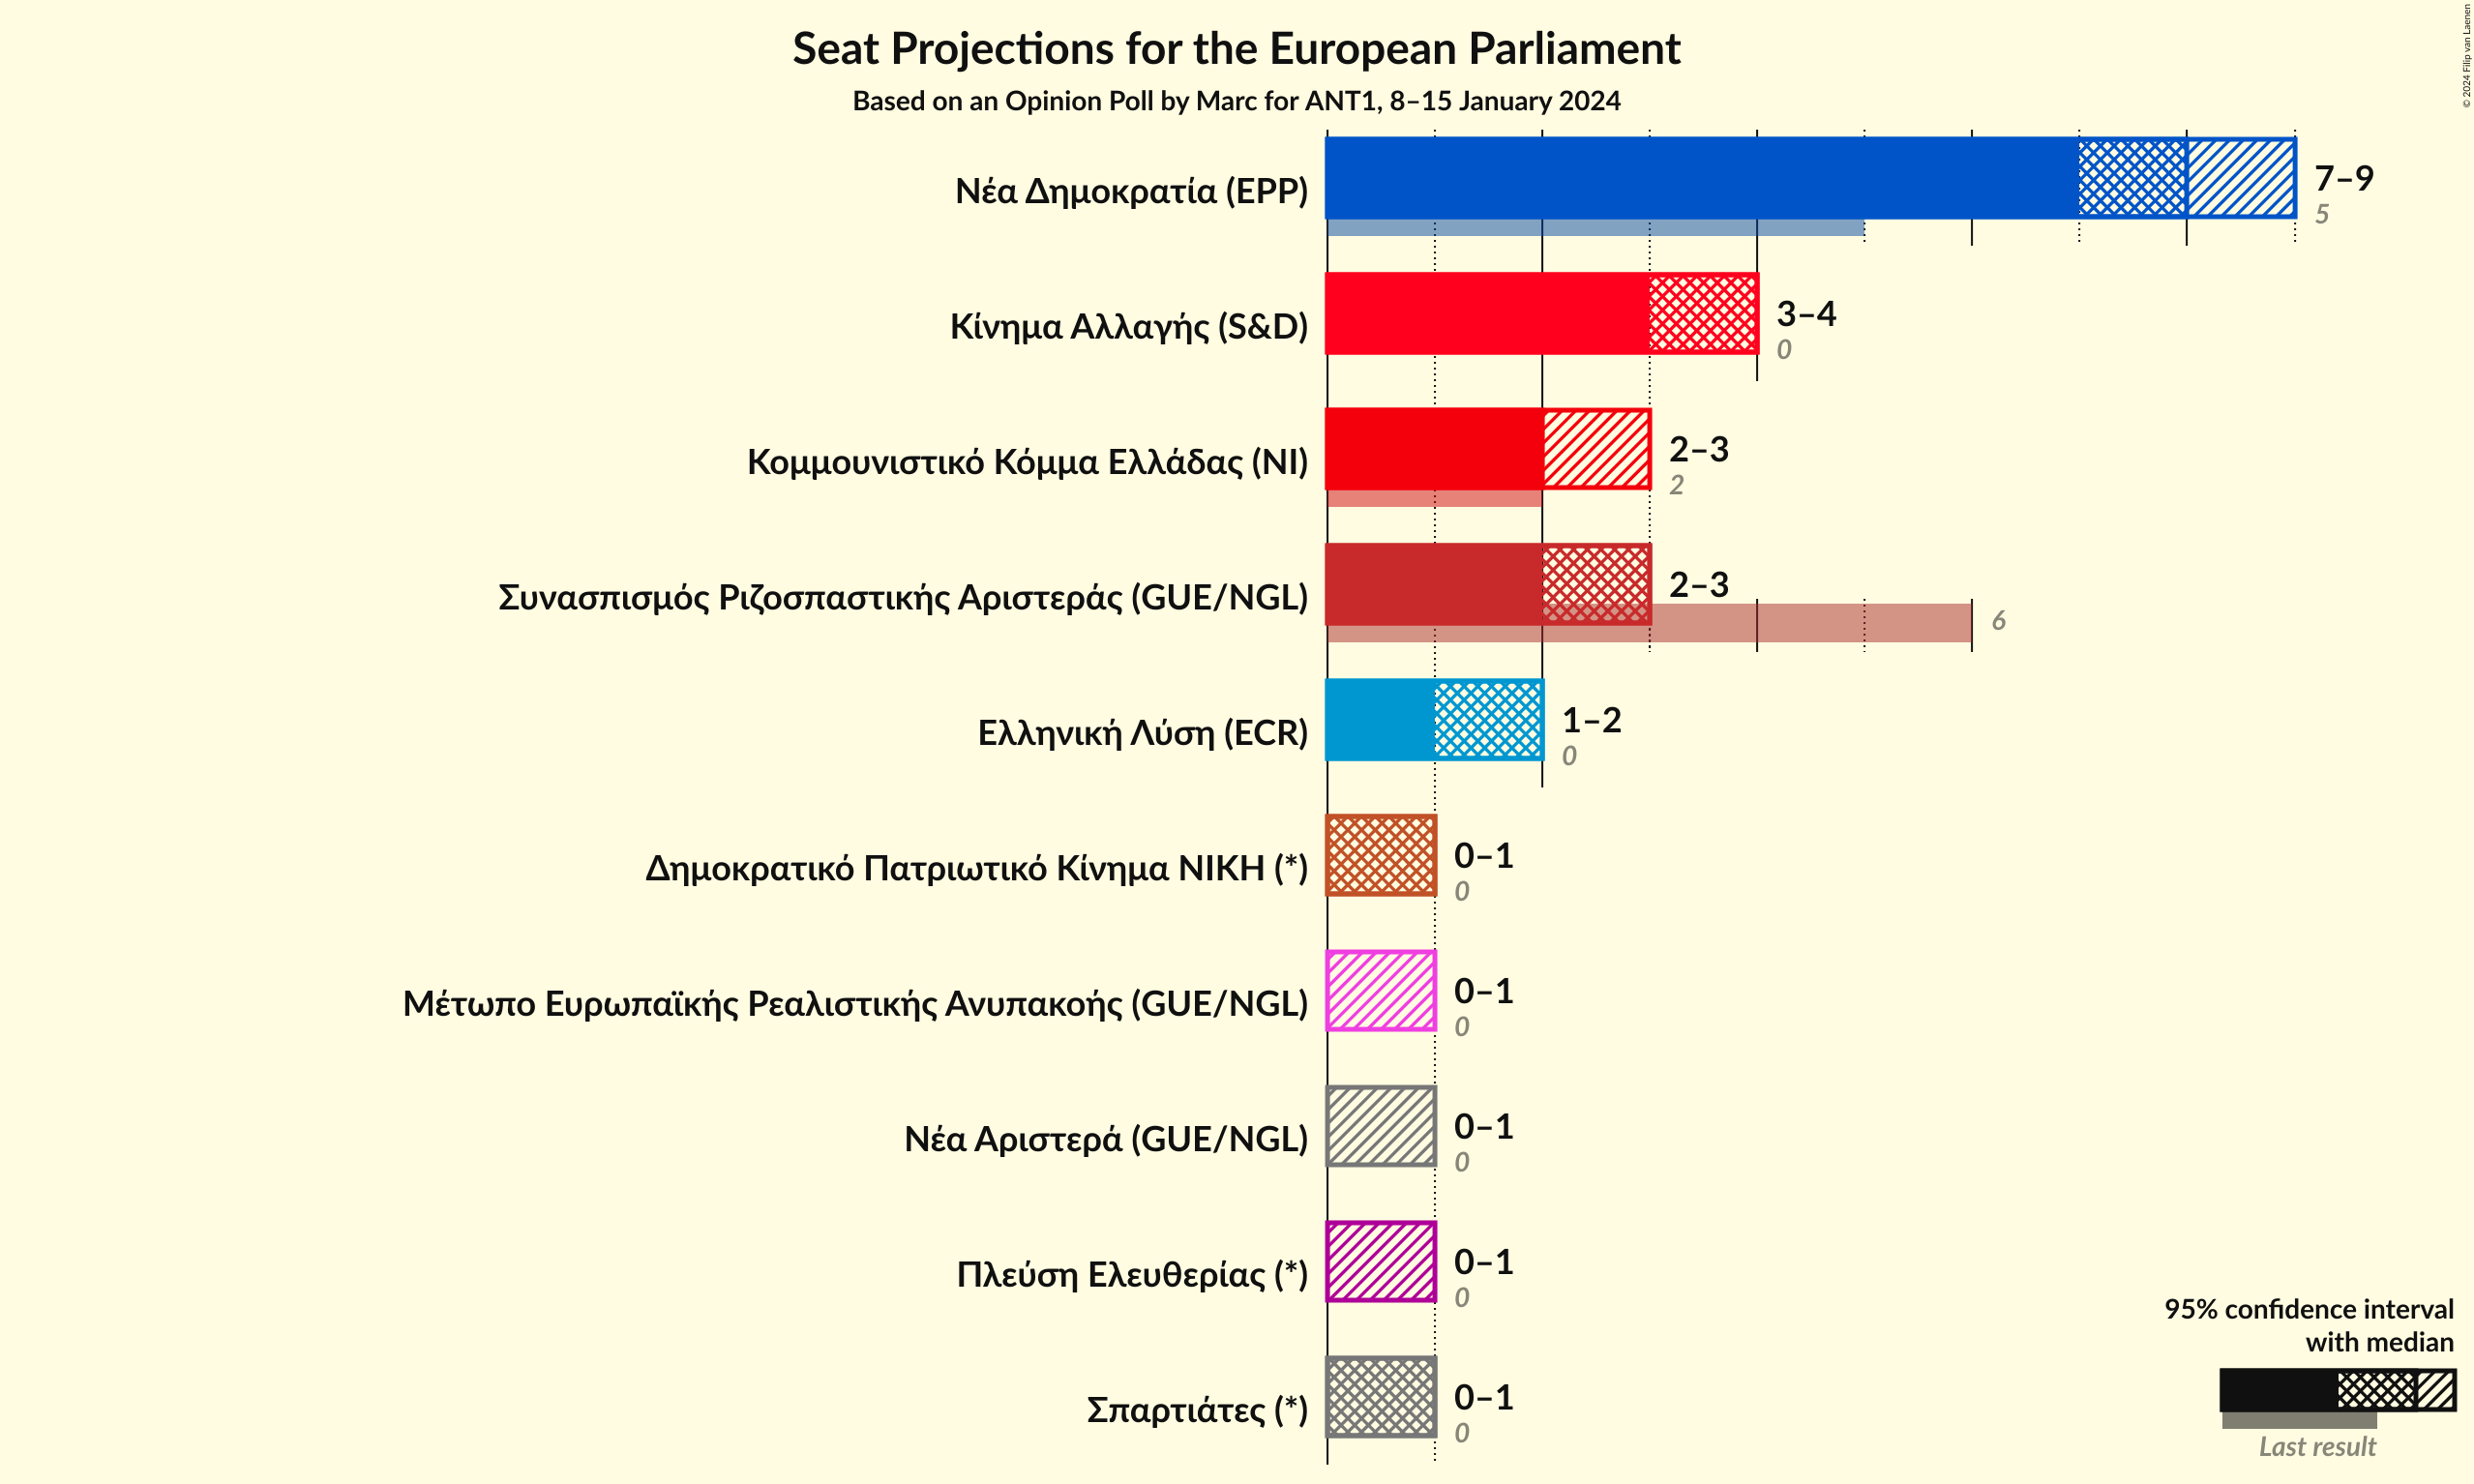 © 2024 Filip van Laenen
Seat Projections for the European Parliament
Based on an Opinion Poll by Marc for ANT1, 8–15 January 2024
Νέα Δημοκρατία (EPP)
7–9
5
Κίνημα Αλλαγής (S&D)
3–4
0
Κομμουνιστικό Κόμμα Ελλάδας (NI)
2–3
2
Συνασπισμός Ριζοσπαστικής Αριστεράς (GUE/NGL)
2–3
6
Ελληνική Λύση (ECR)
1–2
0
Δημοκρατικό Πατριωτικό Κίνημα ΝΙΚΗ (*)
0–1
0
Μέτωπο Ευρωπαϊκής Ρεαλιστικής Ανυπακοής (GUE/NGL)
0–1
0
Νέα Αριστερά (GUE/NGL)
0–1
0
Πλεύση Ελευθερίας (*)
0–1
0
Σπαρτιάτες (*)
0–1
0
95% confidence interval
with median
Last result